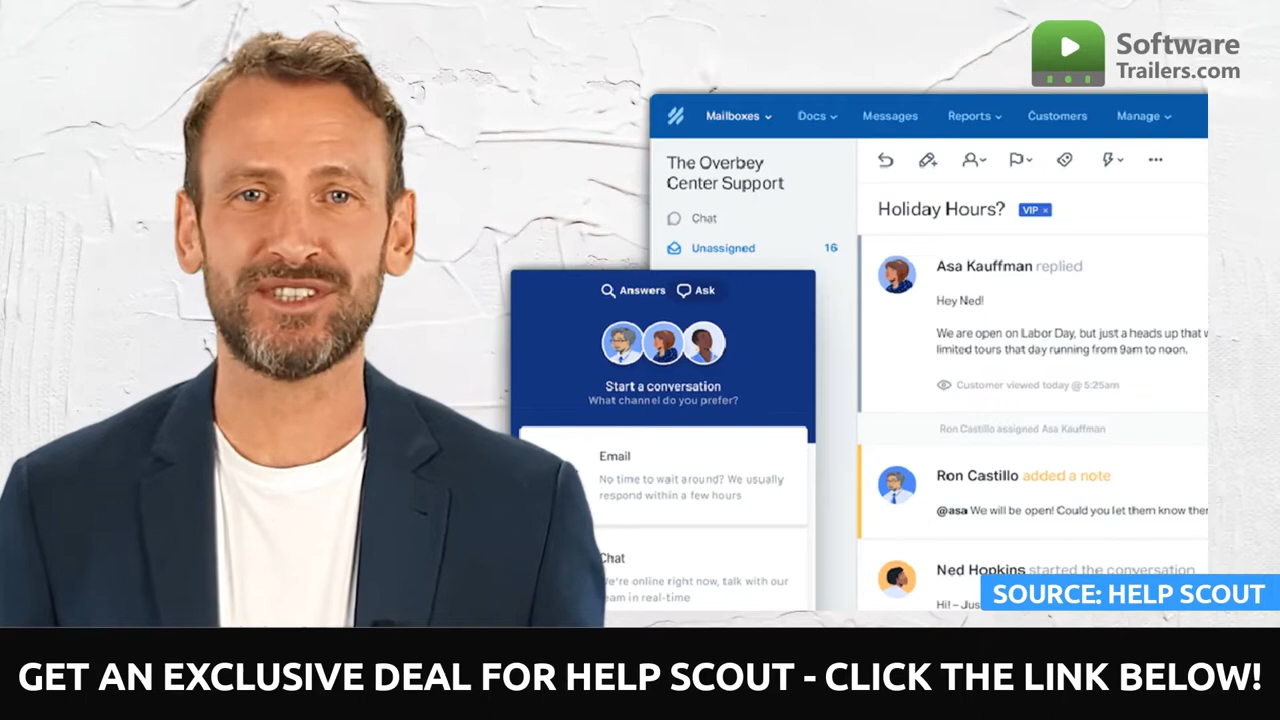 Software
Trailers.com
Mailboxes Docs Messages Reports Customers Manage
The Overbey
Center Support
Chat
Unassigned 16
Holiday Hours? VIP ×
Asa Kauffman replied
Hey Ned!
We are open on Labor Day, but just a heads up that
limited tours that day running from 9am to noon.
Customer viewed today @ 5:25am
Ron Castillo assigned Asa Kauffman
Ron Castillo added a note
@asa We will be open! Could you let them know
Ned Hopkins started the conversation
Hi! –
Answers Ask
Start a conversation
What channel do you prefer?
Email
No time to wait around? We usually
respond within a few hours
Chat
We're online right now, talk with our
team in real-time
SOURCE: HELP SCOUT
GET AN EXCLUSIVE DEAL FOR HELP SCOUT - CLICK THE LINK BELOW!